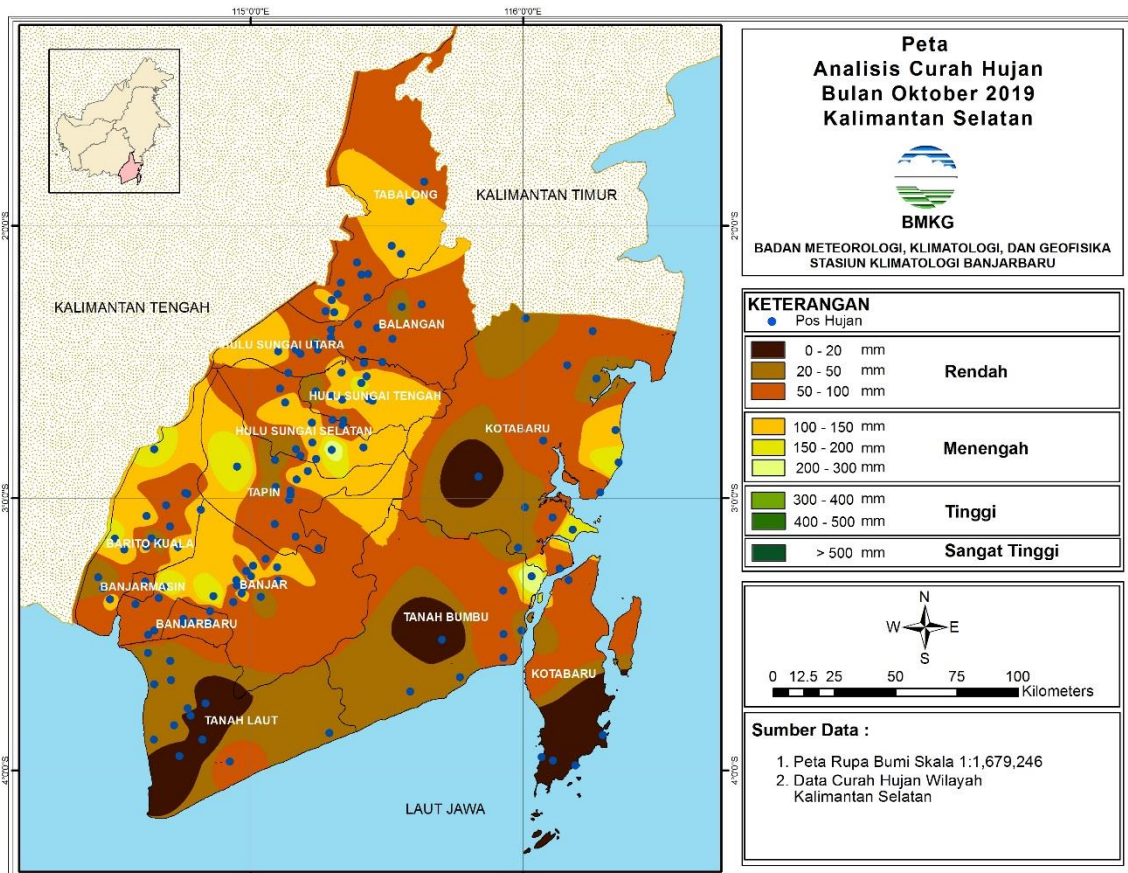 115°0'0"E
116°0'0"E
2°0'0"S
2°0'0"S
3°0'0"S
3°0'0"S
4°0'0"S
4°0'0"S
KALIMANTAN TENGAH
KALIMANTAN TIMUR
LAUT JAWA
TABALONG
BALANGAN
HULU SUNGAI UTARA
HULU SUNGAI TENGAH
HULU SUNGAI SELATAN
KOTABARU
TAPIN
BARITO KUALA
BANJARMASIN
BANJAR
BANJARBARU
TANAH BUMBU
KOTABARU
TANAH LAUT
Peta
Analisis Curah Hujan
Bulan Oktober 2019
Kalimantan Selatan
BMKG
BADAN METEOROLOGI, KLIMATOLOGI, DAN GEOFISIKA
STASIUN KLIMATOLOGI BANJARBARU
KETERANGAN
Pos Hujan
0 - 20 mm
20 - 50 mm
50 - 100 mm
Rendah
100 - 150 mm
150 - 200 mm
200 - 300 mm
Menengah
300 - 400 mm
400 - 500 mm
Tinggi
> 500 mm
Sangat Tinggi
N
W E
S
0 12.5 25 50 75 100
Kilometers
Sumber Data :
1. Peta Rupa Bumi Skala 1:1,679,246
2. Data Curah Hujan Wilayah
Kalimantan Selatan